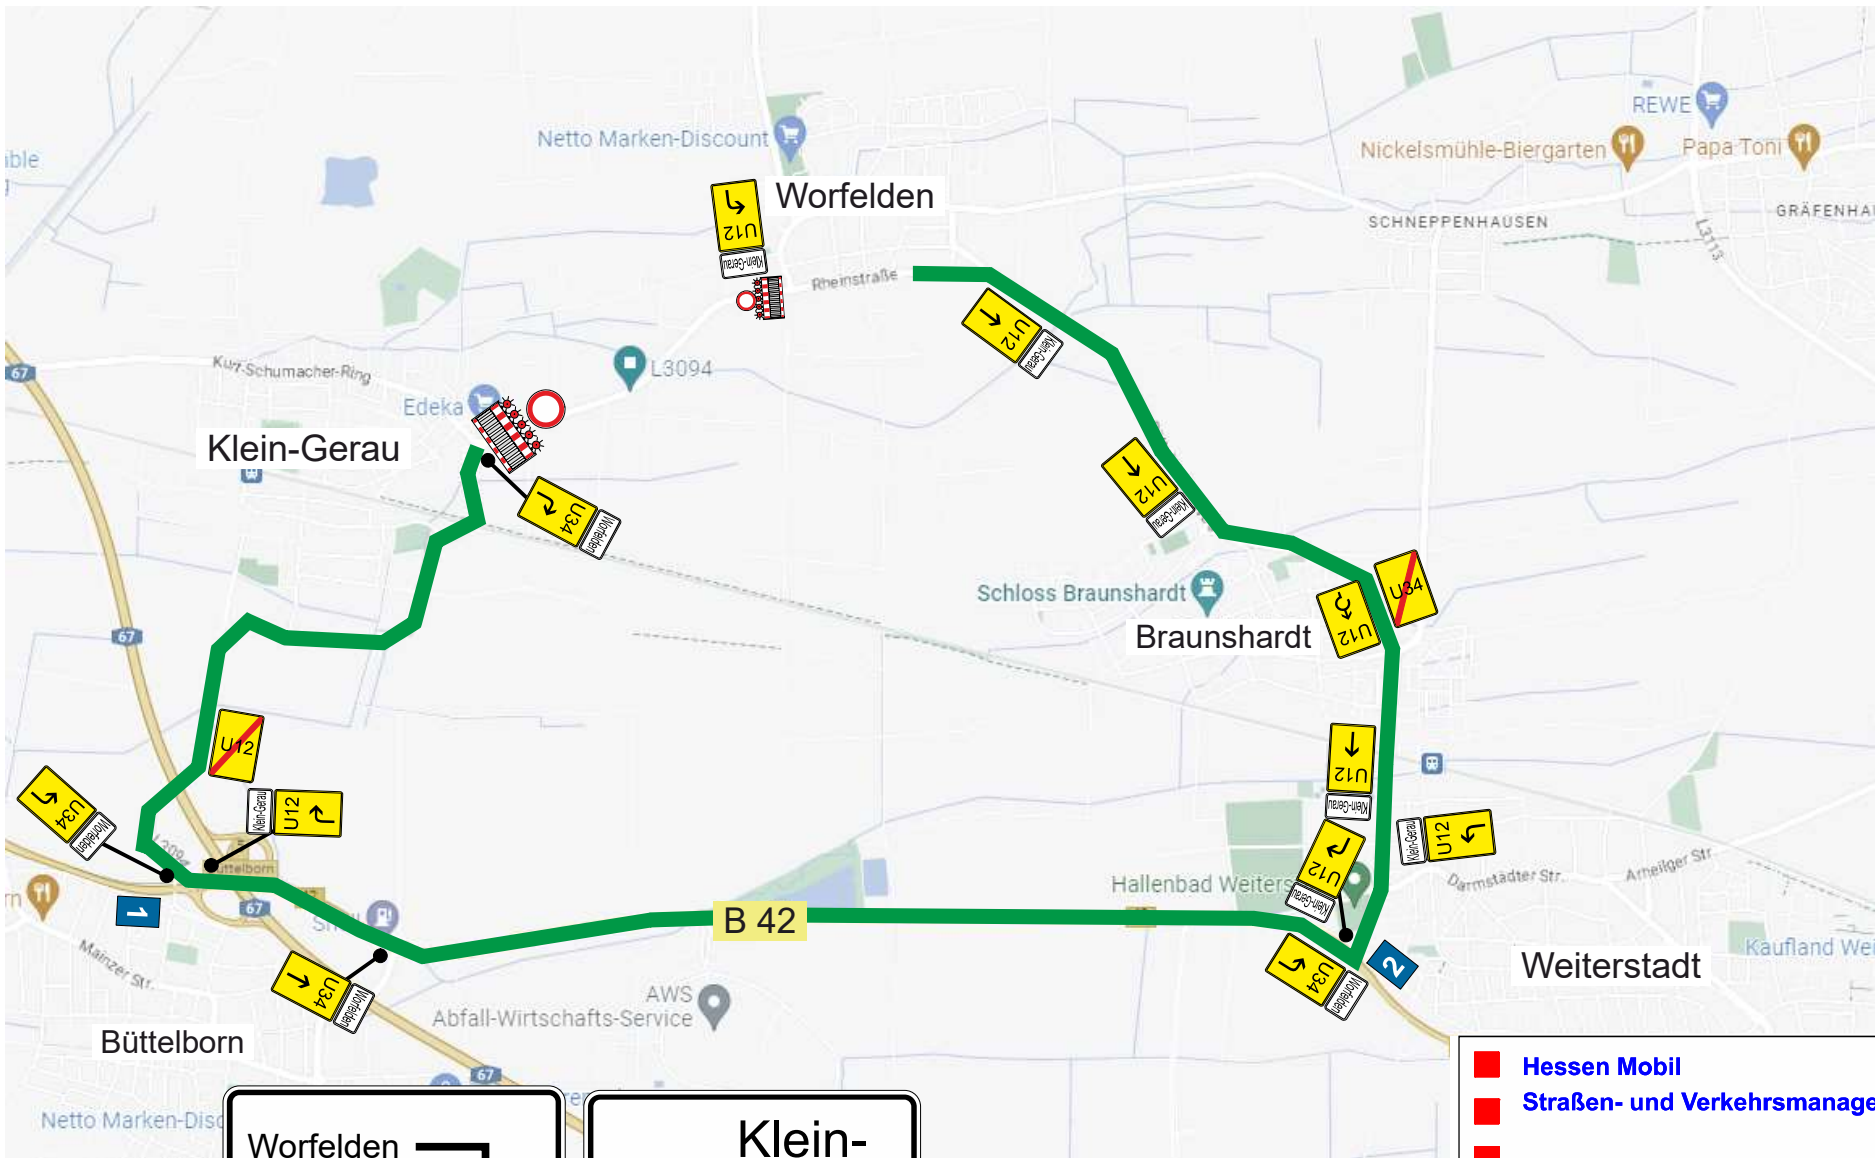 Netto Marken-Discount
REWE
Nickelsmühle-Biergarten
Papa Toni
U12
Klein-Gerau
Worfelden
SCHNEPPENHAUSEN
L3113
Rheinstraße
U12
Klein-Gerau
67
Kurt-Schumacher-Ring
L3094
Edeka
Klein-Gerau
U34
Worfelden
U12
Klein-Gerau
Schloss Braunshardt
Braunshardt
U12
U34
67
U12
U12
Klein-Gerau
U34
Worfelden
Klein-Gerau
U12
U12
Klein-Gerau
Klein-Gerau
U12
L3094
1
67
Hallenbad Weiters
Darmstädter Str.
Arheilger Str.
B 42
Mainzer Str.
U34
Worfelden
U34
Worfelden
2
Weiterstadt
Kaufland Wei
AWS
Abfall-Wirtschafts-Service
Büttelborn
67
Netto Marken-Disc
Worfelden
Klein-
Hessen Mobil
Straßen- und Verkehrsmanage